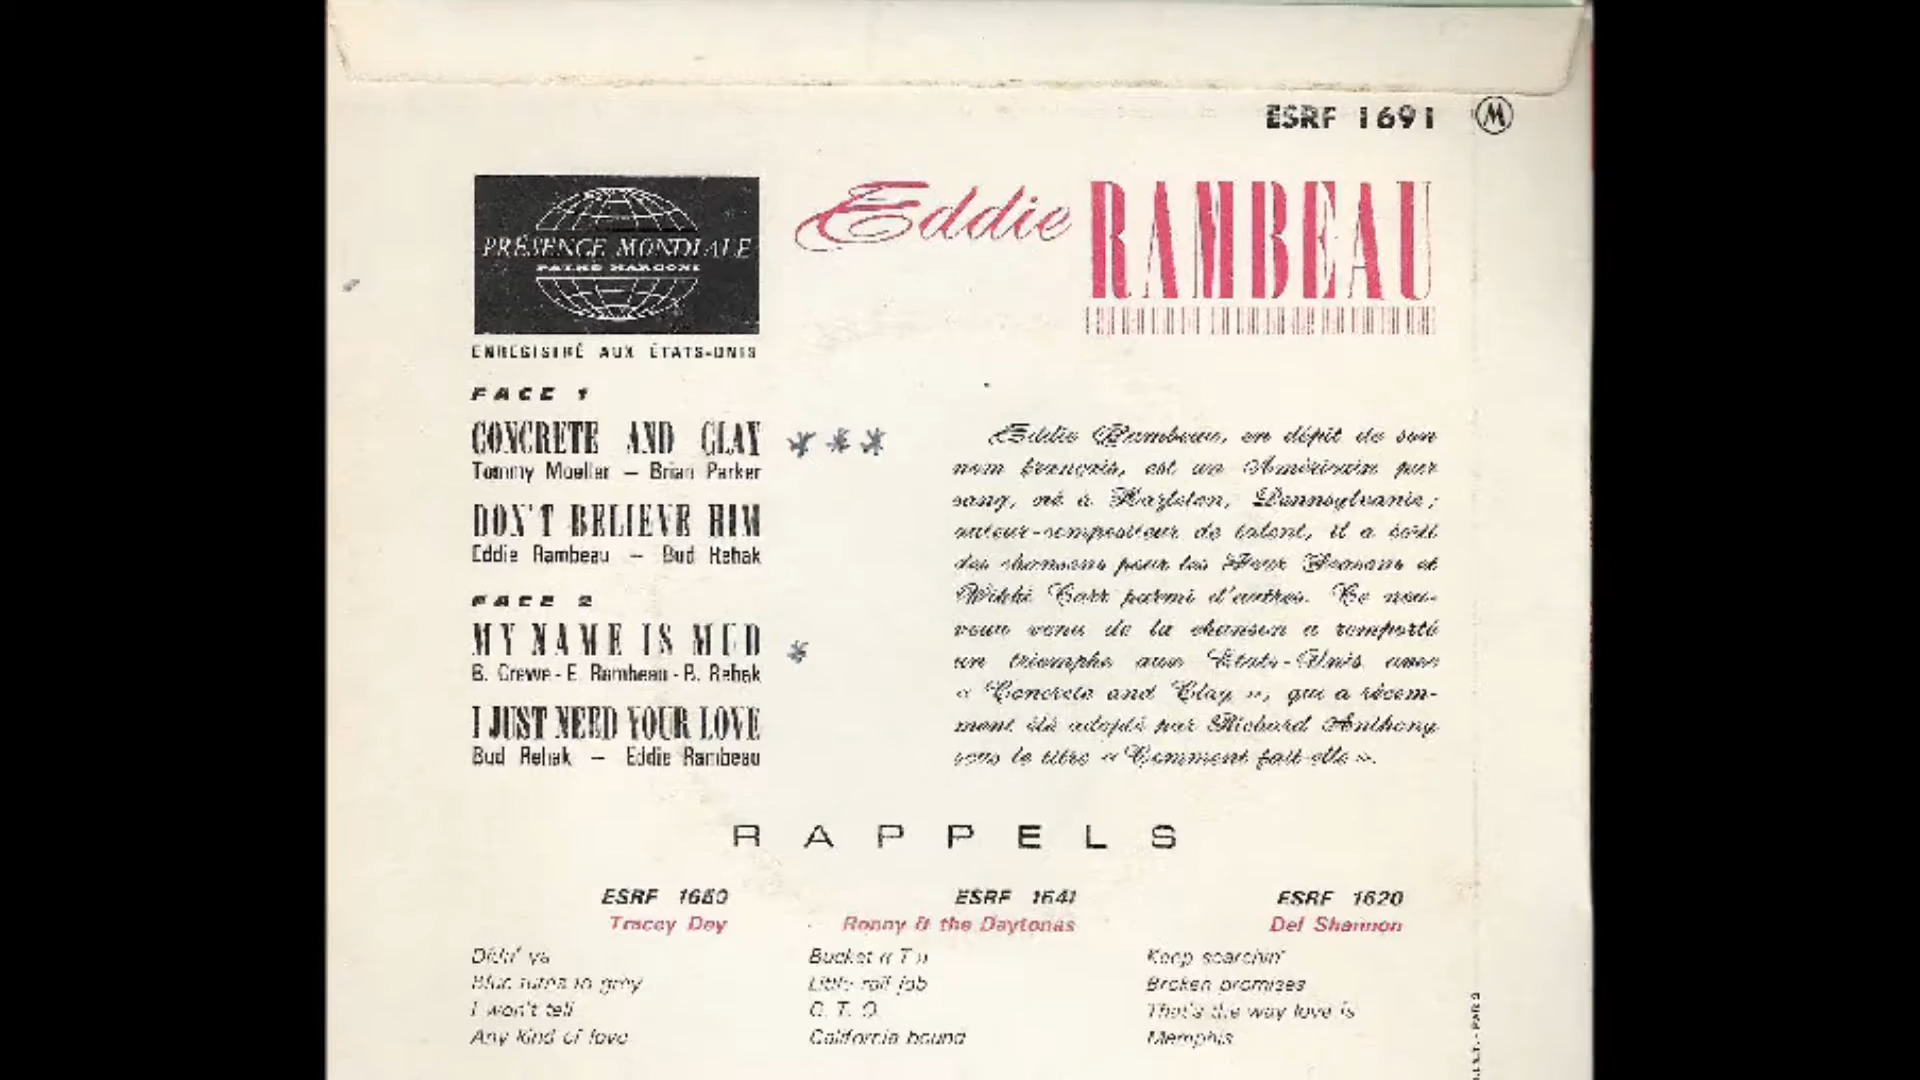 ESRF 1691 M
PRÉSENCE MONDIALE
PATHÉ MARCONI
Eddie RAMBEAU
ENREGISTRÉ AUX ÉTATS-UNIS
FACE 1
CONCRETE AND CLAY ***
Tommy Moeller — Brian Parker
DON'T BELIEVE HIM
Eddie Rambeau — Bud Rehak
FACE 2
MY NAME IS MUD *
B. Crewe - E. Rambeau - B. Rehak
I JUST NEED YOUR LOVE
Bud Rehak — Eddie Rambeau
Eddie Rambeau, en dépit de son
nom français, est un Américain pur
sang, né à Hazleton, Pennsylvanie ;
auteur-compositeur de talent, il a écrit
des chansons pour les Four Seasons et
Wikki Carr parmi d'autres. Ce nou-
veau venu de la chanson a remporté
un triomphe aux États-Unis avec
« Concrete and Clay », qui a récem-
ment été adopté par Richard Anthony
sous le titre « Comment fait-elle ».
RAPPELS
ESRF 1641
ESRF 1620
Tracey Dey
Ronny & the Daytonas
Del Shannon
Didn' ya
Blue turns to grey
I won't tell
Any kind of love
Bucket « T »
Little rail job
G. T. O.
California bound
Keep searchin'
Broken promises
That's the way love is
Memphis